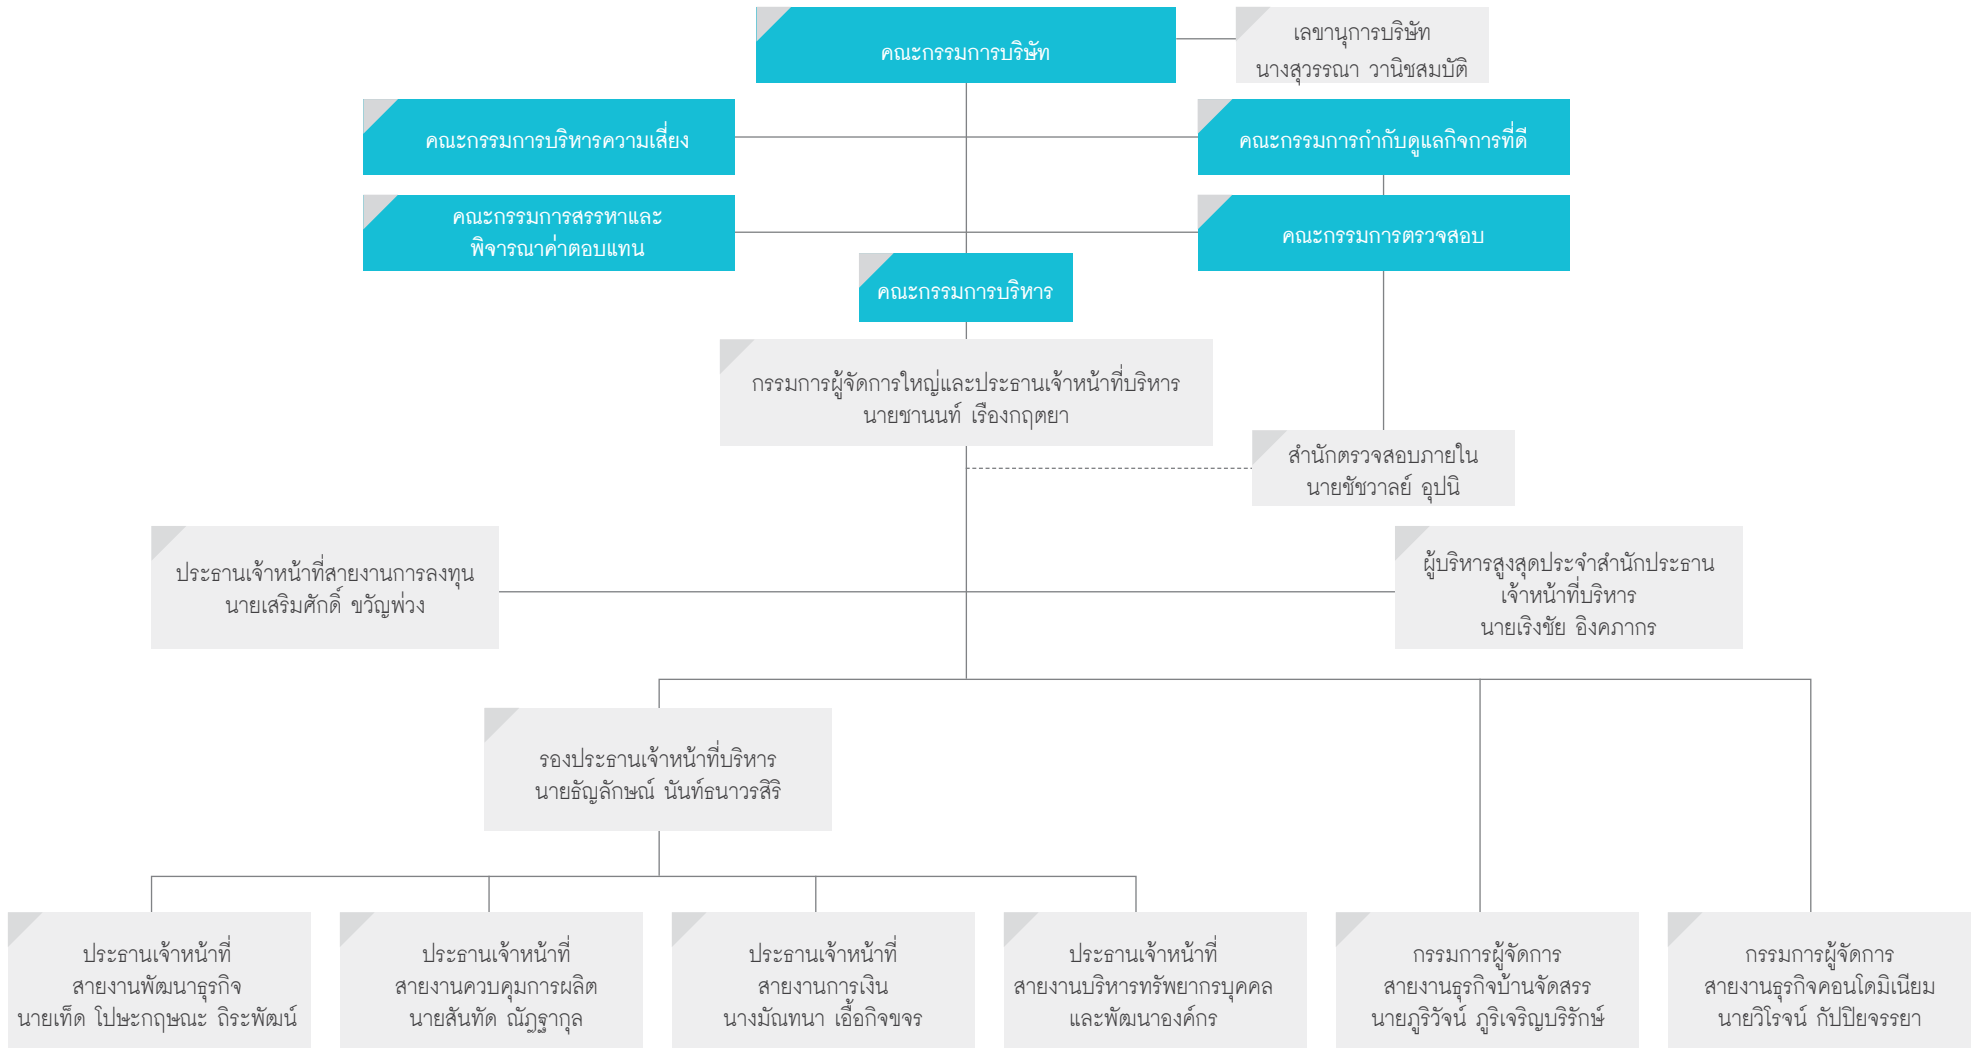 คณะกรรมการบริษัท
เลขานุการบริษัท
นางสุวรรณา วานิชสมบัติ
คณะกรรมการบริหารความเสี่ยง
คณะกรรมการกำกับดูแลกิจการที่ดี
คณะกรรมการสรรหาและ
พิจารณาค่าตอบแทน
คณะกรรมการตรวจสอบ
คณะกรรมการบริหาร
กรรมการผู้จัดการใหญ่และประธานเจ้าหน้าที่บริหาร
นายชานนท์ เรืองกฤตยา
สำนักตรวจสอบภายใน
นายชัชวาลย์ อุปนิ
ประธานเจ้าหน้าที่สายงานการลงทุน
นายเสริมศักดิ์ ขวัญพ่วง
ผู้บริหารสูงสุดประจำสำนักประธาน
เจ้าหน้าที่บริหาร
นายเริงชัย อิงคภากร
รองประธานเจ้าหน้าที่บริหาร
นายธัญลักษณ์ นันท์ธนาวรสิริ
ประธานเจ้าหน้าที่
สายงานพัฒนาธุรกิจ
นายเท็ด โปษะกฤษณะ ถิระพัฒน์
ประธานเจ้าหน้าที่
สายงานควบคุมการผลิต
นายสันทัด ณัฏฐากุล
ประธานเจ้าหน้าที่
สายงานการเงิน
นางมัณทนา เอื้อกิจขจร
ประธานเจ้าหน้าที่
สายงานบริหารทรัพยากรบุคคล
และพัฒนาองค์กร
กรรมการผู้จัดการ
สายงานธุรกิจบ้านจัดสรร
นายภูริวัจน์ ภูริเจริญบริรักษ์
กรรมการผู้จัดการ
สายงานธุรกิจคอนโดมิเนียม
นายวิโรจน์ กัปปิยจรรยา